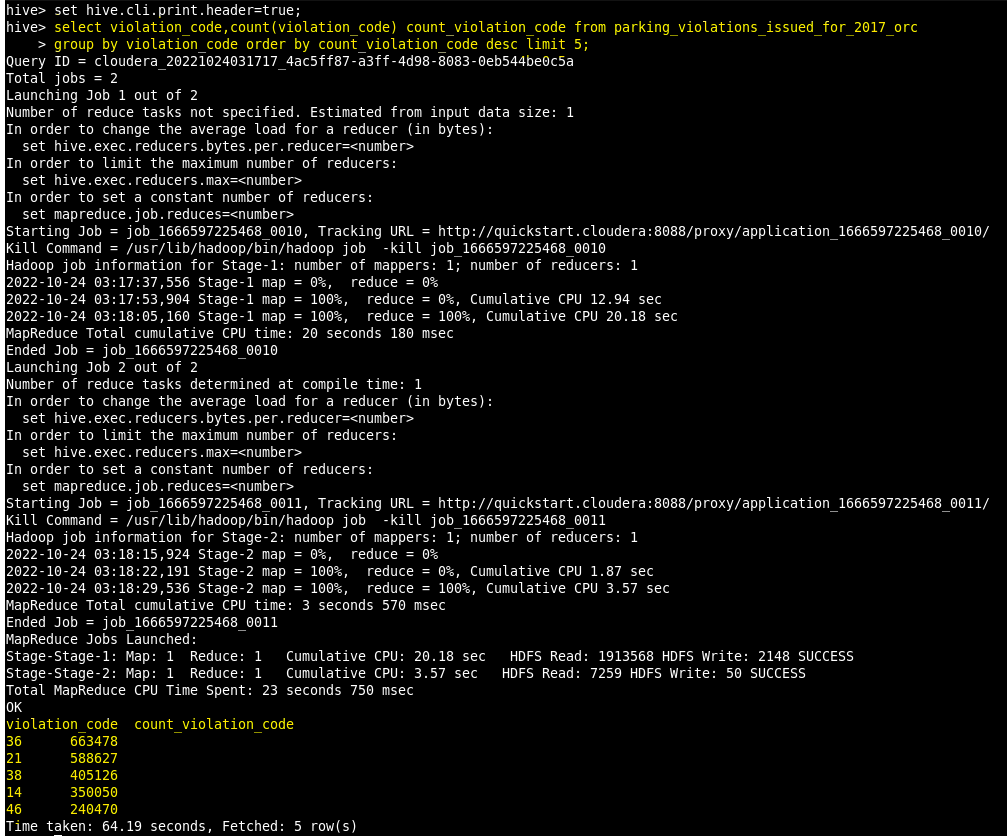 hive> set hive.cli.print.header=true;
hive> select violation_code,count(violation_code) count_violation_code from parking_violations_issued_for_2017_orc
    > group by violation_code order by count_violation_code desc limit 5;
Query ID = cloudera_20221024031717_4ac5ff87-a3ff-4d98-8083-0eb544be0c5a
Total jobs = 2
Launching Job 1 out of 2
Number of reduce tasks not specified. Estimated from input data size: 1
In order to change the average load for a reducer (in bytes):
  set hive.exec.reducers.bytes.per.reducer=<number>
In order to limit the maximum number of reducers:
  set hive.exec.reducers.max=<number>
In order to set a constant number of reducers:
  set mapreduce.job.reduces=<number>
Starting Job = job_1666597225468_0010, Tracking URL = http://quickstart.cloudera:8088/proxy/application_1666597225468_0010/
Kill Command = /usr/lib/hadoop/bin/hadoop job  -kill job_1666597225468_0010
Hadoop job information for Stage-1: number of mappers: 1; number of reducers: 1
2022-10-24 03:17:37,556 Stage-1 map = 0%,  reduce = 0%
2022-10-24 03:17:53,904 Stage-1 map = 100%,  reduce = 0%, Cumulative CPU 12.94 sec
2022-10-24 03:18:05,160 Stage-1 map = 100%,  reduce = 100%, Cumulative CPU 20.18 sec
MapReduce Total cumulative CPU time: 20 seconds 180 msec
Ended Job = job_1666597225468_0010
Launching Job 2 out of 2
Number of reduce tasks determined at compile time: 1
In order to change the average load for a reducer (in bytes):
  set hive.exec.reducers.bytes.per.reducer=<number>
In order to limit the maximum number of reducers:
  set hive.exec.reducers.max=<number>
In order to set a constant number of reducers:
  set mapreduce.job.reduces=<number>
Starting Job = job_1666597225468_0011, Tracking URL = http://quickstart.cloudera:8088/proxy/application_1666597225468_0011/
Kill Command = /usr/lib/hadoop/bin/hadoop job  -kill job_1666597225468_0011
Hadoop job information for Stage-2: number of mappers: 1; number of reducers: 1
2022-10-24 03:18:15,924 Stage-2 map = 0%,  reduce = 0%
2022-10-24 03:18:22,191 Stage-2 map = 100%,  reduce = 0%, Cumulative CPU 1.87 sec
2022-10-24 03:18:29,536 Stage-2 map = 100%,  reduce = 100%, Cumulative CPU 3.57 sec
MapReduce Total cumulative CPU time: 3 seconds 570 msec
Ended Job = job_1666597225468_0011
MapReduce Jobs Launched:
Stage-Stage-1: Map: 1  Reduce: 1   Cumulative CPU: 20.18 sec   HDFS Read: 1913568 HDFS Write: 2148 SUCCESS
Stage-Stage-2: Map: 1  Reduce: 1   Cumulative CPU: 3.57 sec   HDFS Read: 7259 HDFS Write: 50 SUCCESS
Total MapReduce CPU Time Spent: 23 seconds 750 msec
OK
violation_code  count_violation_code
36      663478
21      588627
38      405126
14      350050
46      240470
Time taken: 64.19 seconds, Fetched: 5 row(s)